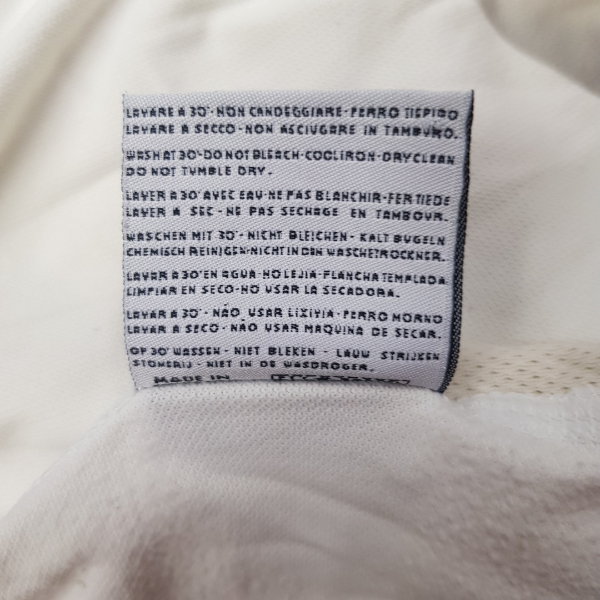 LAVARE A 30°-NON CANDEGGIARE-FERRO TIEPIDO
LAVARE A SECCO-NON ASCIUGARE IN TAMBURO.
WASH AT 30°-DO NOT BLEACH-COOL IRON-DRY CLEAN
DO NOT TUMBLE DRY.
LAVER A 30° AVEC EAU-NE PAS BLANCHIR-FER TIEDE
LAVER A SEC-NE PAS SECHAGE EN TAMBOUR.
WASCHEN MIT 30°-NICHT BLEICHEN-KALT BUGELN
CHEMISCH REINIGEN-NICHT IN DEN WASCHETROCKNER.
LAVAR A 30° EN AGUA-NO LEJIA-FLANCHA TEMPLADA
LIMPIAR EN SECO-NO USAR LA SECADORA.
LAVAR A 30°-NÃO USAR LIXIVIA-FERRO MORNO
LAVAR A SECO-NÃO USAR MAQUINA DE SECAR.
OP 30° WASSEN-NIET BLEKEN-LAUW STRIJKEN
STOMERIJ-NIET IN DE WASDROGER.
MADE IN